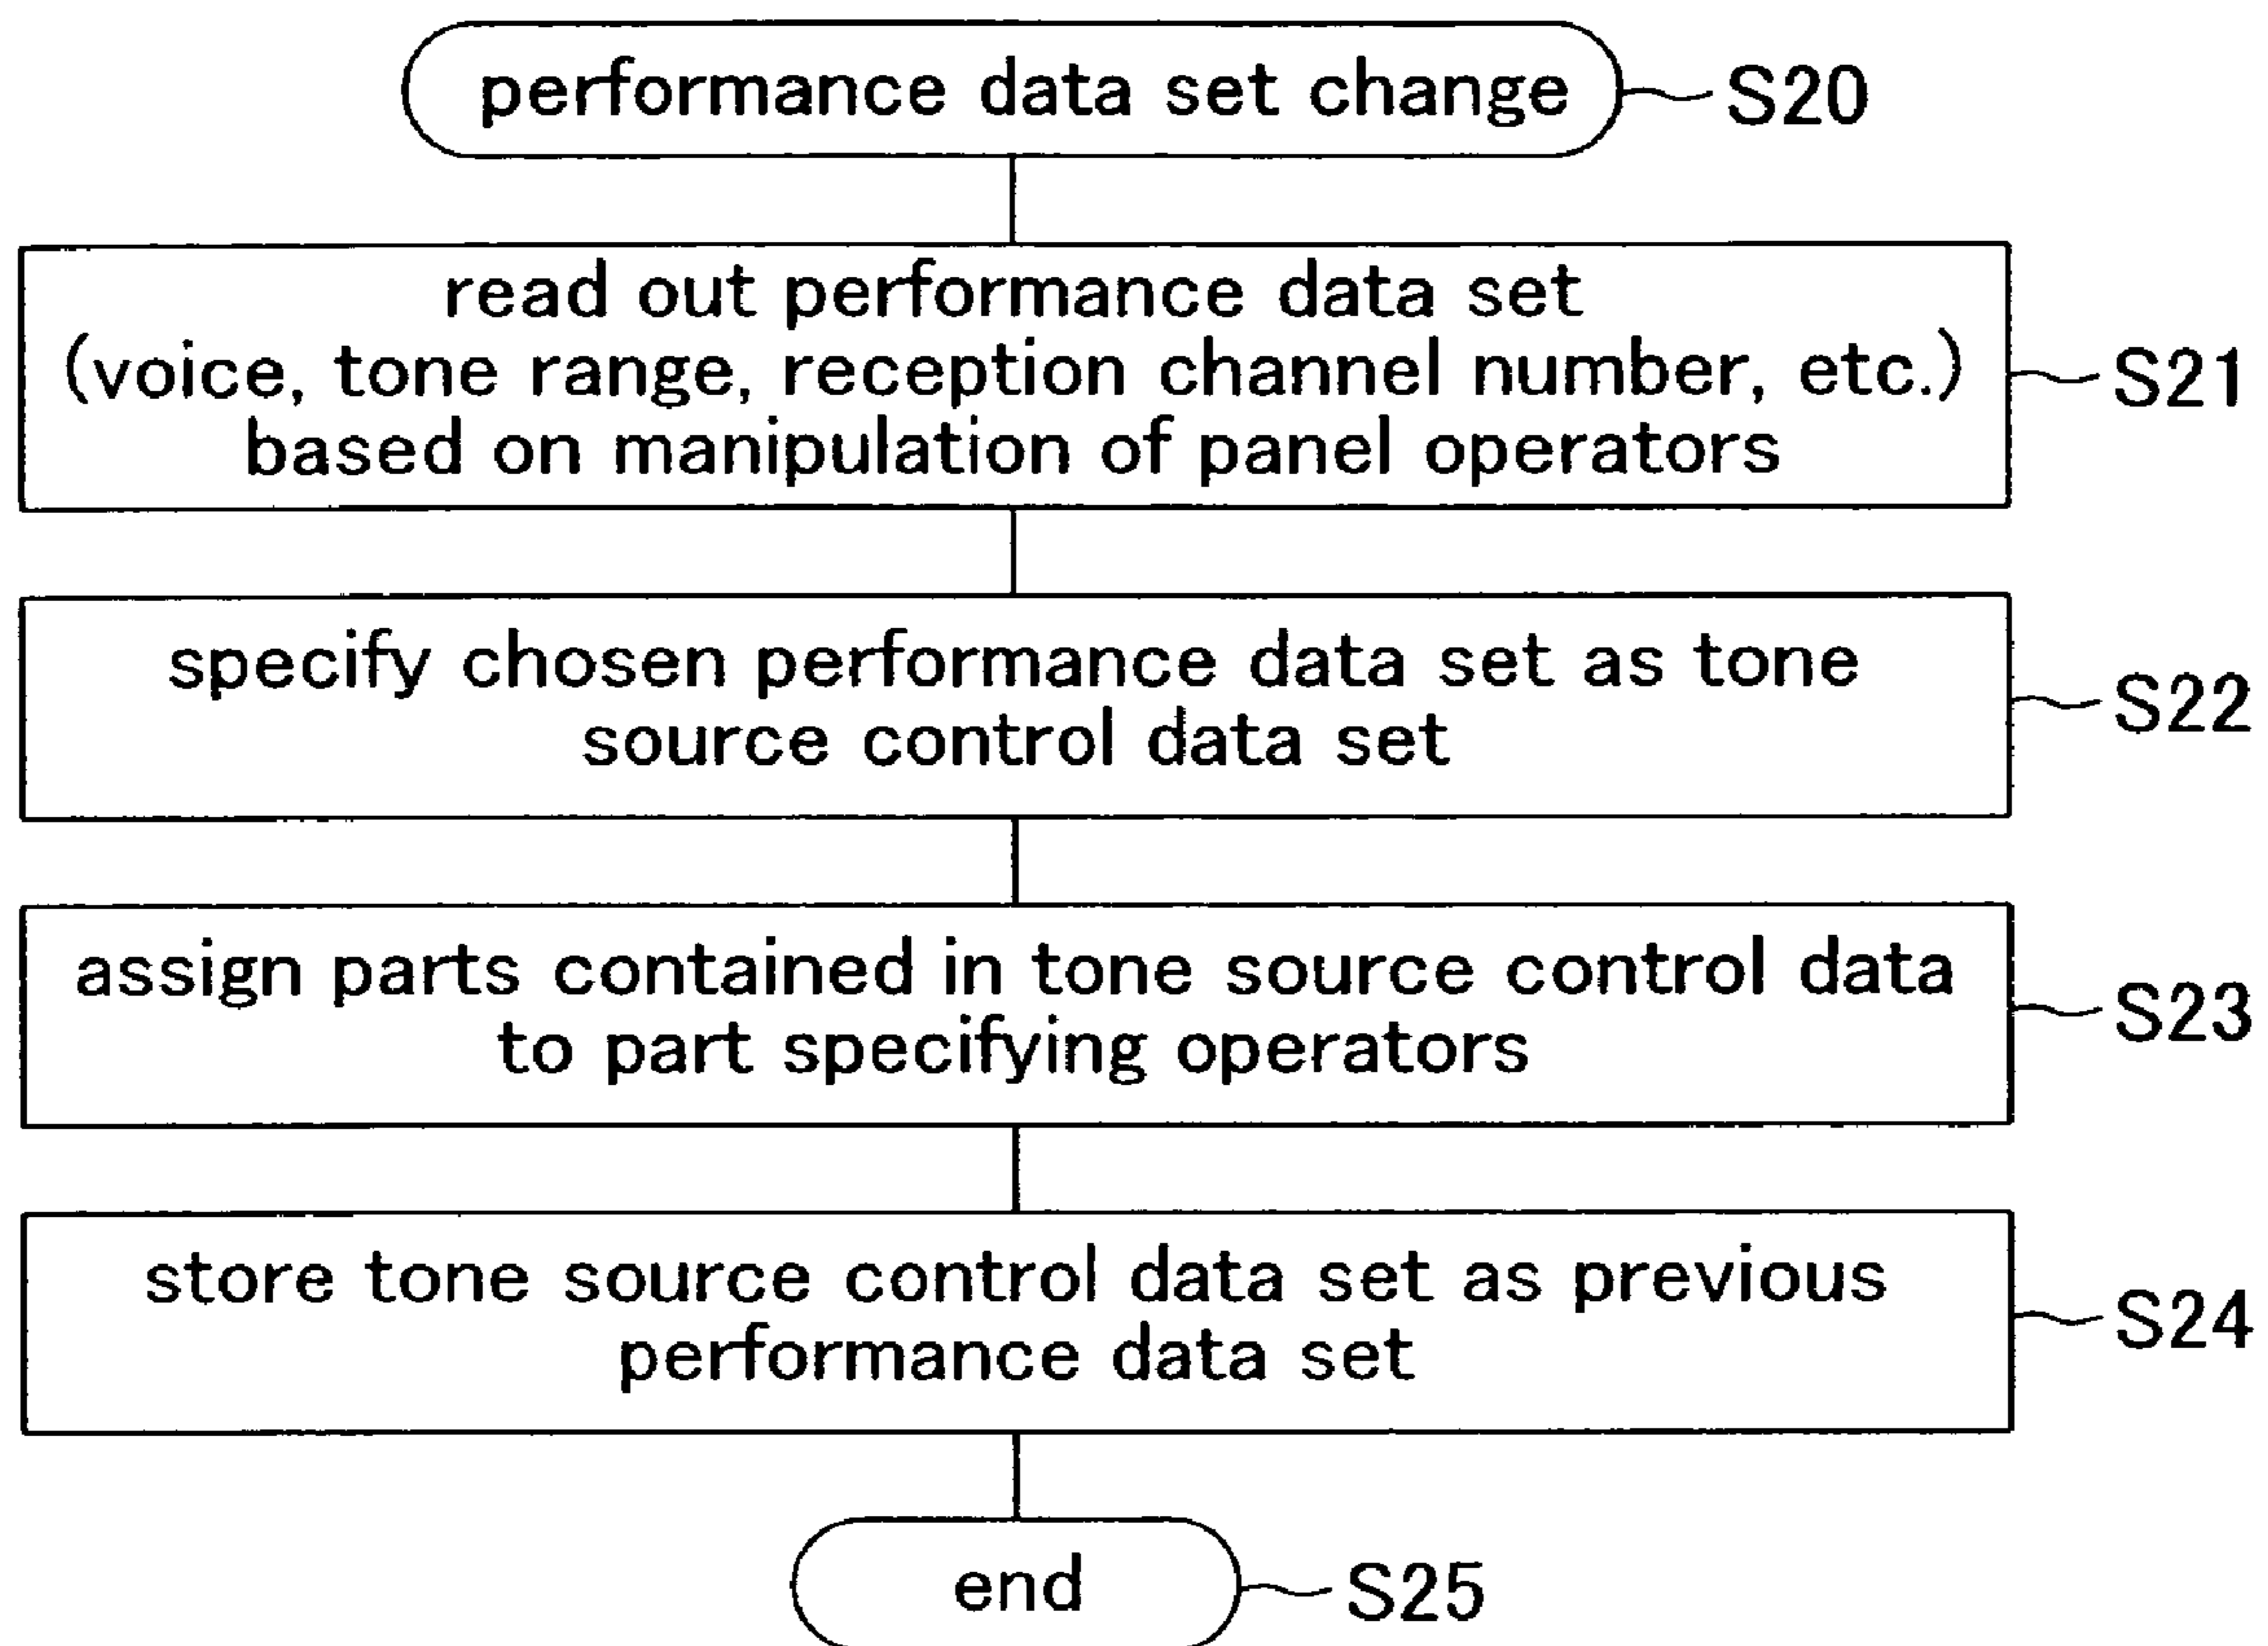 performance data set change
S20
read out performance data set
(voice, tone range, reception channel number, etc.)
S21
based on manipulation of panel operators
specify chosen performance data set as tone
S22
source control data set
assign parts contained in tone source control data
S23
to part specifying operators
store tone source control data set as previous
S24
performance data set
end
S25